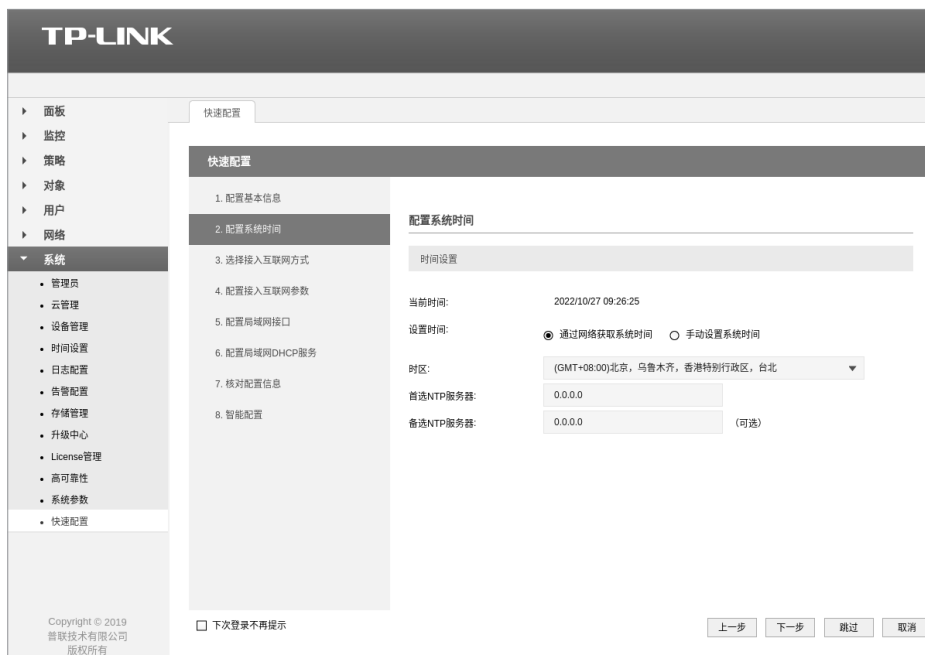 TP-LINK
面板
监控
策略
对象
用户
网络
系统
管理员
云管理
设备管理
时间设置
日志配置
告警配置
存储管理
升级中心
License管理
高可靠性
系统参数
快速配置
Copyright © 2019
普联技术有限公司
版权所有
快速配置
快速配置
1. 配置基本信息
2. 配置系统时间
3. 选择接入互联网方式
4. 配置接入互联网参数
5. 配置局域网接口
6. 配置局域网DHCP服务
7. 核对配置信息
8. 智能配置
配置系统时间
时间设置
当前时间: 2022/10/27 09:26:25
设置时间: 通过网络获取系统时间 手动设置系统时间
时区: (GMT+08:00)北京，乌鲁木齐，香港特别行政区，台北
首选NTP服务器: 0.0.0.0
备选NTP服务器: 0.0.0.0 （可选）
下次登录不再提示
上一步 下一步 跳过 取消